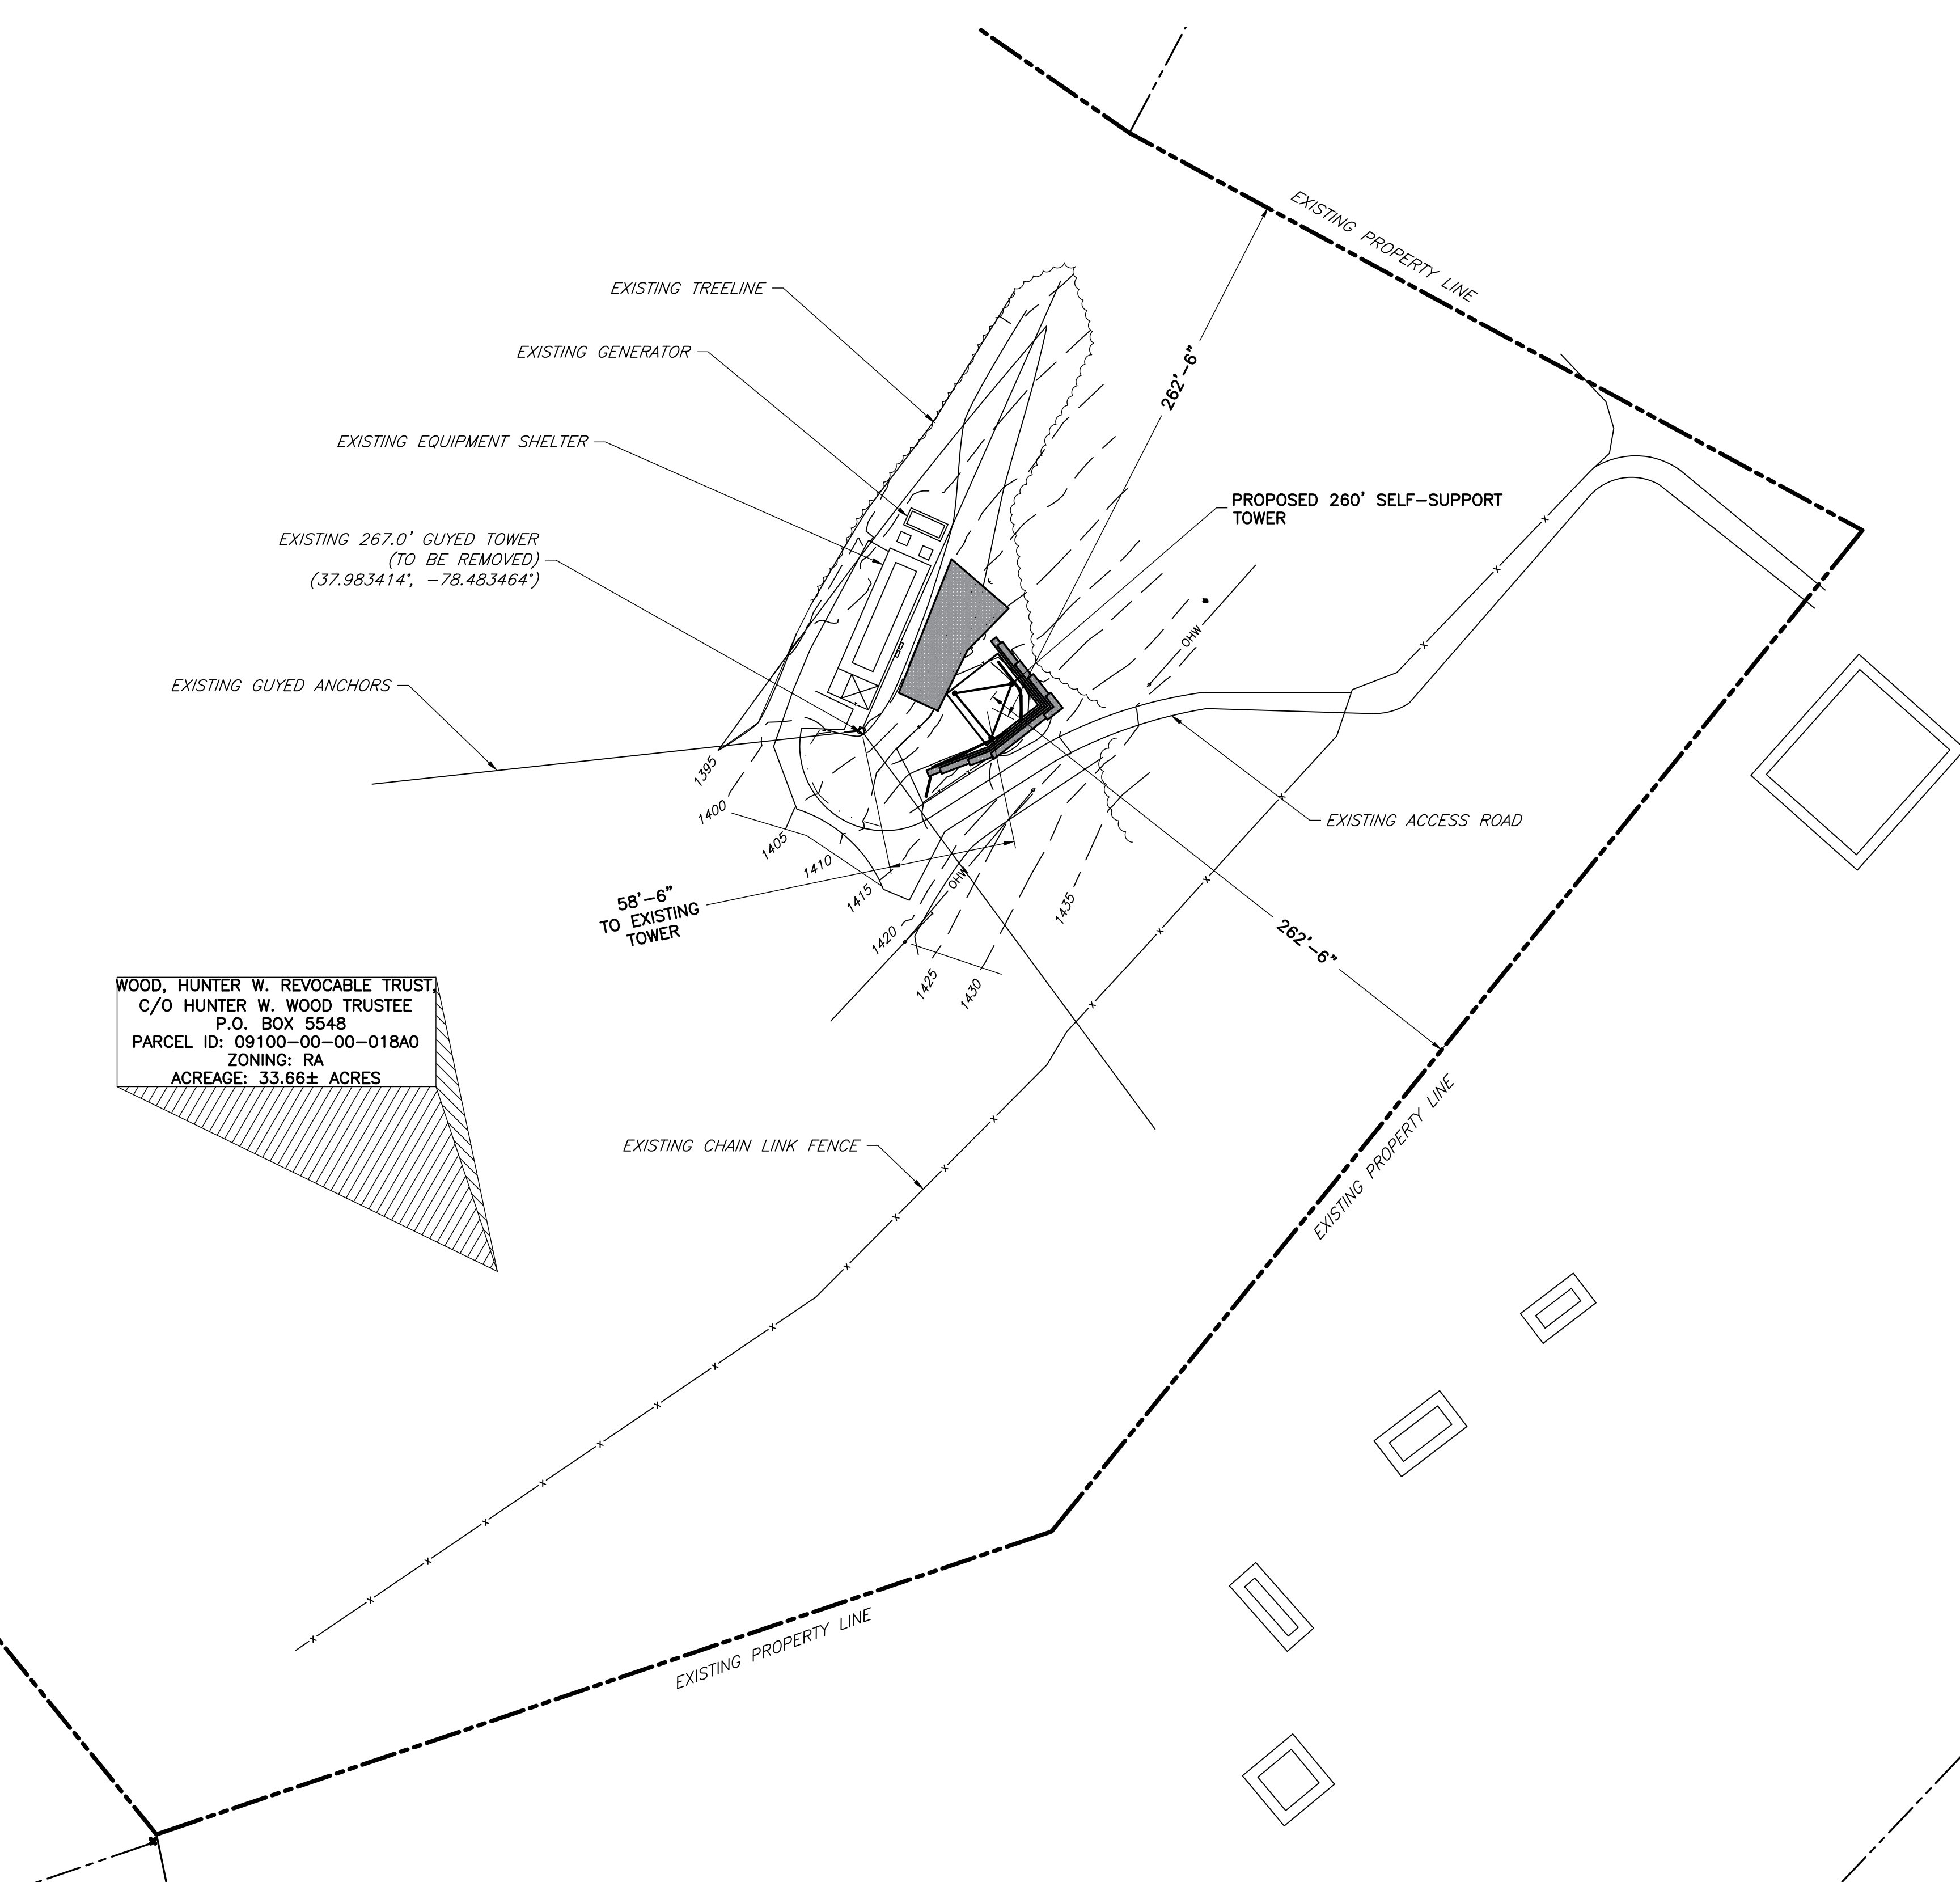 EXISTING PROPERTY LINE
EXISTING TREELINE
EXISTING GENERATOR
262'-6"
EXISTING EQUIPMENT SHELTER
PROPOSED 260' SELF-SUPPORT
TOWER
EXISTING 267.0' GUYED TOWER
(TO BE REMOVED)
(37.983414°, -78.483464°)
OHW
EXISTING GUYED ANCHORS
1395
1400
1405
1410
1415
1420
1425
1430
1435
OHW
EXISTING ACCESS ROAD
58'-6"
TO EXISTING
TOWER
262'-6"
WOOD, HUNTER W. REVOCABLE TRUST,
C/O HUNTER W. WOOD TRUSTEE
P.O. BOX 5548
PARCEL ID: 09100-00-00-018A0
ZONING: RA
ACREAGE: 33.66± ACRES
EXISTING CHAIN LINK FENCE
EXISTING PROPERTY LINE
EXISTING PROPERTY LINE